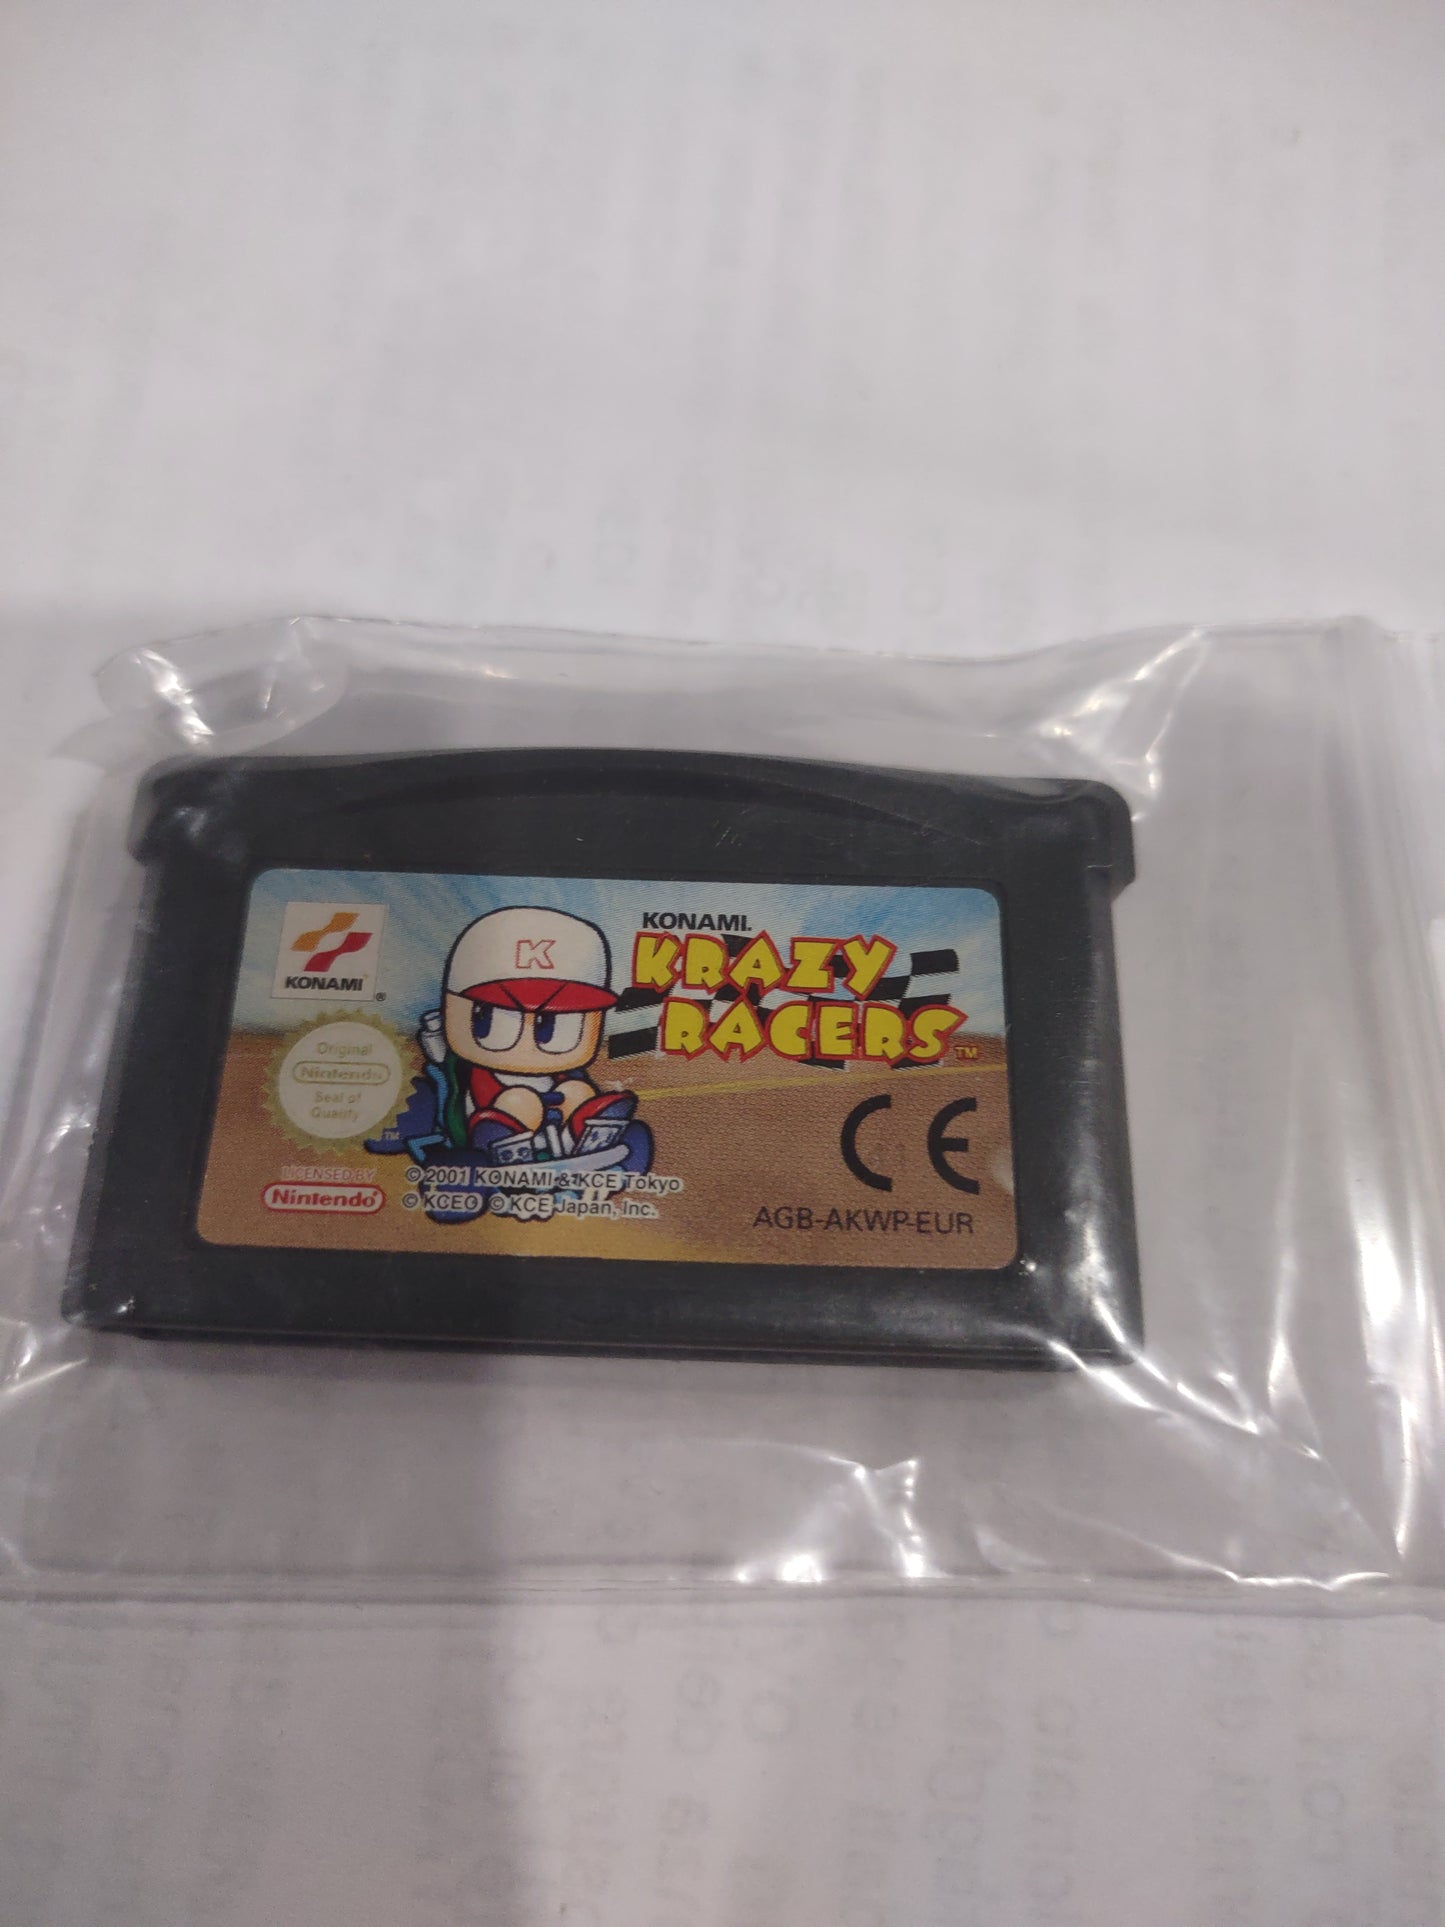 KONAMI
®
K
KONAMI.
KRAZY
RACERS™
Original
Nintendo®
Seal of
Quality
TM
LICENSED BY
Nintendo®
© 2001 KONAMI & KCE Tokyo
© KCEO © KCE Japan, Inc.
CE
AGB-AKWP-EUR